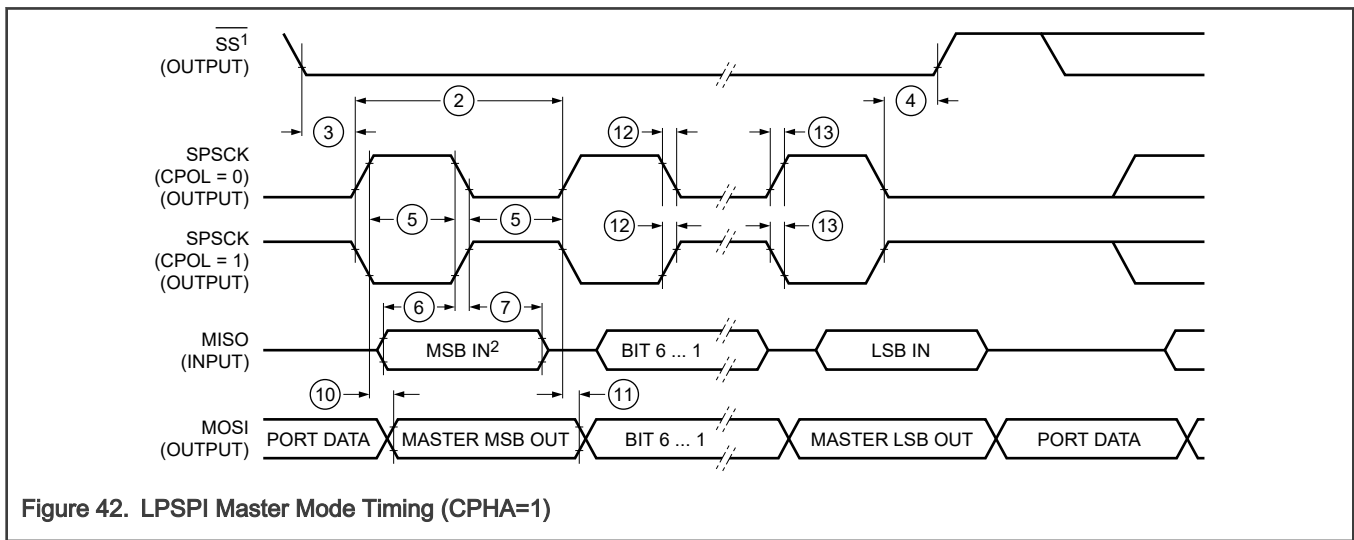 SS¹
(OUTPUT)
2
3
4
SPSCK
(CPOL = 0)
(OUTPUT)
12
13
5
5
SPSCK
(CPOL = 1)
(OUTPUT)
12
13
6
7
MISO
(INPUT)
MSB IN²
BIT 6 ... 1
LSB IN
10
11
MOSI
(OUTPUT)
PORT DATA
MASTER MSB OUT
BIT 6 ... 1
MASTER LSB OUT
PORT DATA
Figure 42. LPSPI Master Mode Timing (CPHA=1)